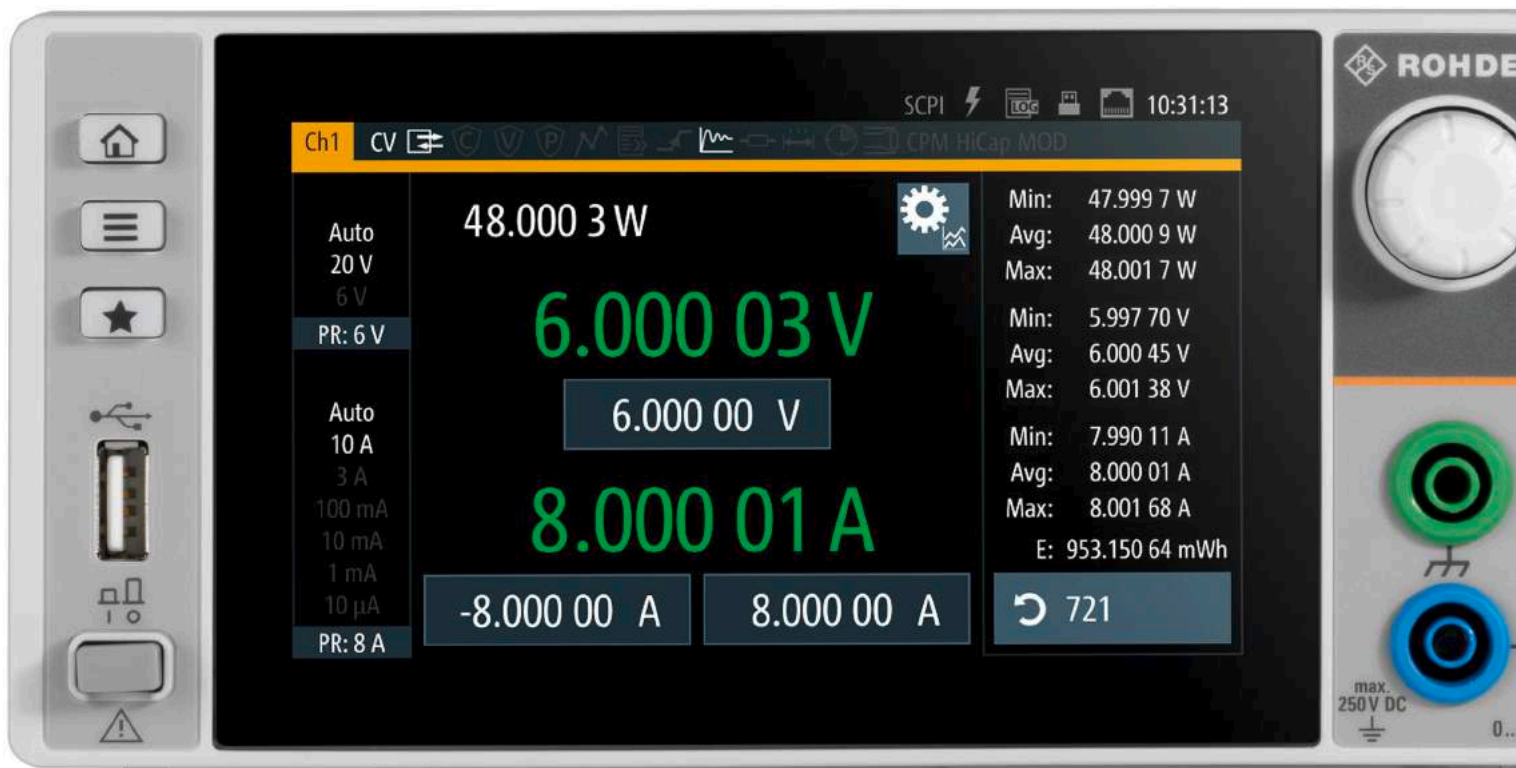 ROHDE
SCPI LOG 10:31:13
Ch1 CV C V P CPM HiCap MOD
48.000 3 W
Auto
20 V
6 V
PR: 6 V
6.000 03 V
6.000 00 V
Auto
10 A
3 A
100 mA
10 mA
1 mA
10 µA
PR: 8 A
8.000 01 A
-8.000 00 A
8.000 00 A
Min: 47.999 7 W
Avg: 48.000 9 W
Max: 48.001 7 W
Min: 5.997 70 V
Avg: 6.000 45 V
Max: 6.001 38 V
Min: 7.990 11 A
Avg: 8.000 01 A
Max: 8.001 68 A
E: 953.150 64 mWh
721
I O
max.
250 V DC
0..